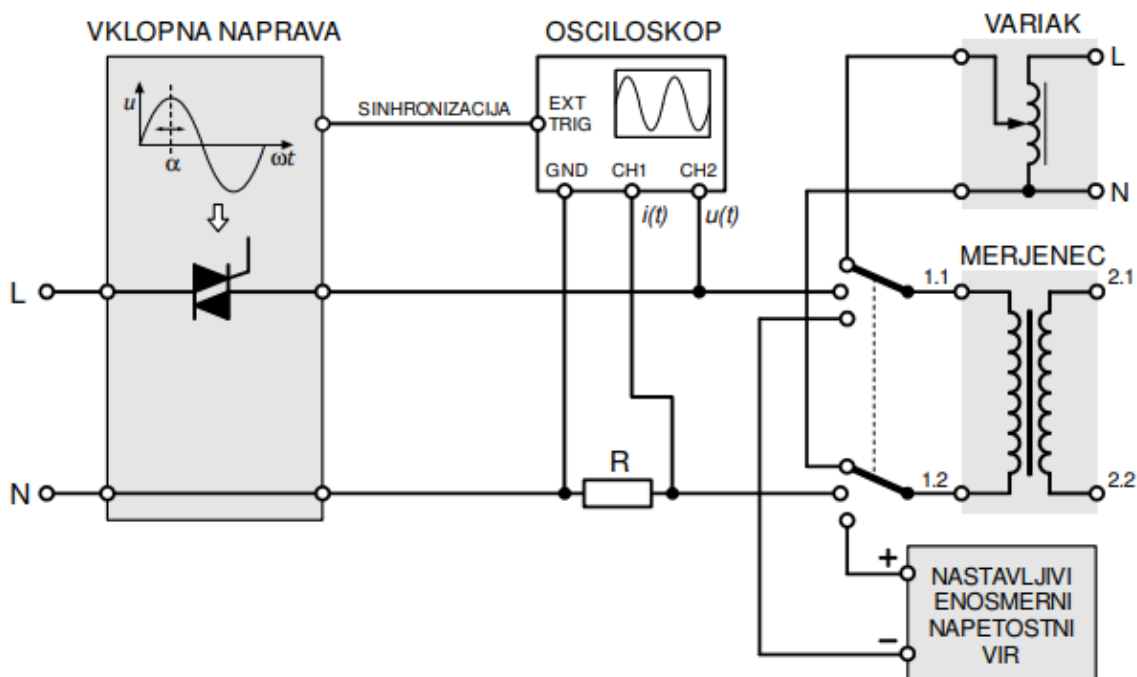 VKLOPNA NAPRAVA
OSCILOSKOP
VARIAK
u
α
ωt
SINHRONIZACIJA
EXT
TRIG
GND
CH1
CH2
i(t)
u(t)
L
N
MERJENEC
L
1.1
2.1
N
R
1.2
2.2
+
NASTAVLJIVI
ENOSMERNI
NAPETOSTNI
VIR
−